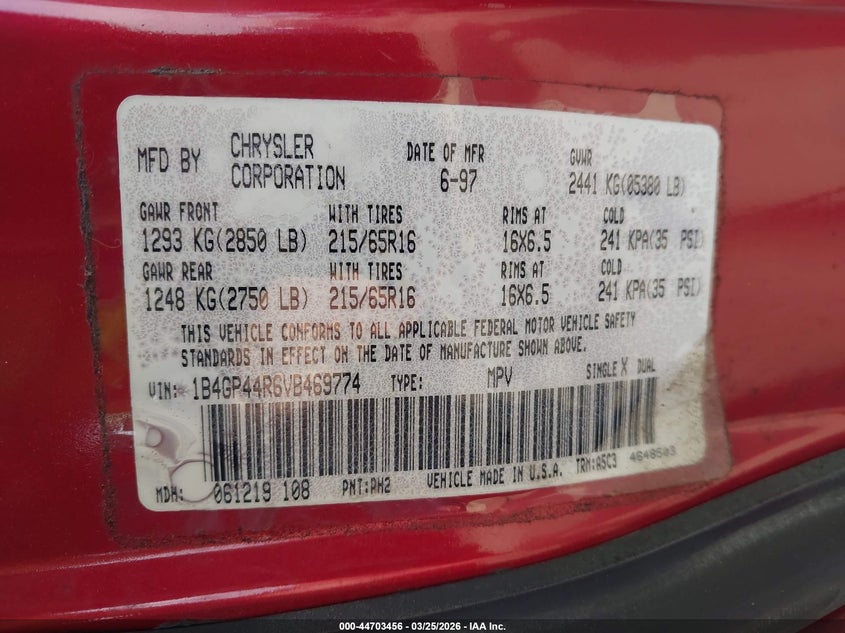 MFD BY CHRYSLER CORPORATION DATE OF MFR 6-97 GVWR 2441 KG(05380 LB)
GAWR FRONT WITH TIRES RIMS AT COLD
1293 KG(2850 LB) 215/65R16 16X6.5 241 KPA(35 PSI)
GAWR REAR WITH TIRES RIMS AT COLD
1248 KG(2750 LB) 215/65R16 16X6.5 241 KPA(35 PSI)
THIS VEHICLE CONFORMS TO ALL APPLICABLE FEDERAL MOTOR VEHICLE SAFETY
STANDARDS IN EFFECT ON THE DATE OF MANUFACTURE SHOWN ABOVE.
VIN: 1B4GP44R6VB469774 TYPE: MPV SINGLE X DUAL
MDH: 061219 108 PNT:PH2 VEHICLE MADE IN U.S.A. TRM:A5C3 4648503
000-44703456 - 03/25/2026 - IAA Inc.